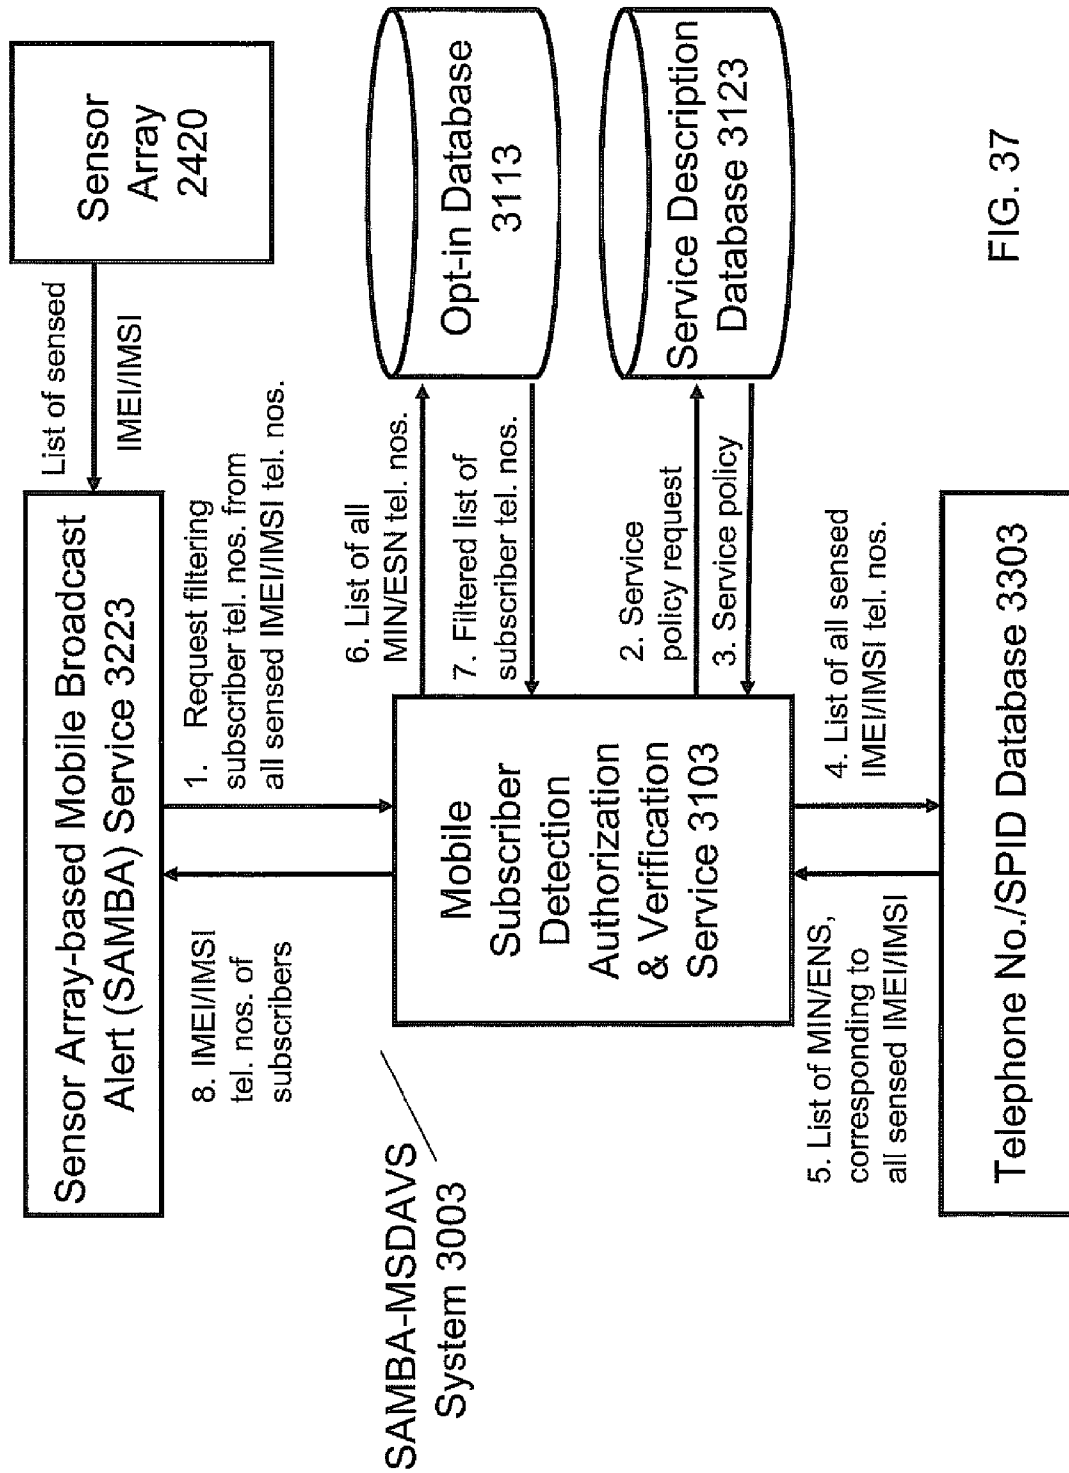 Sensor Array-based Mobile Broadcast
Alert (SAMBA) Service 3223
List of sensed
IMEI/IMSI
Sensor
Array
2420
8. IMEI/IMSI
tel. nos. of
subscribers
1. Request filtering
subscriber tel. nos. from
all sensed IMEI/IMSI tel. nos.
SAMBA-MSDAVS
System 3003
Mobile
Subscriber
Detection
Authorization
& Verification
Service 3103
6. List of all
MIN/ESN tel. nos.
7. Filtered list of
subscriber tel. nos.
Opt-in Database
3113
2. Service
policy request
3. Service policy
Service Description
Database 3123
5. List of MIN/ENS,
corresponding to
all sensed IMEI/IMSI
4. List of all sensed
IMEI/IMSI tel. nos.
Telephone No./SPID Database 3303
FIG. 37